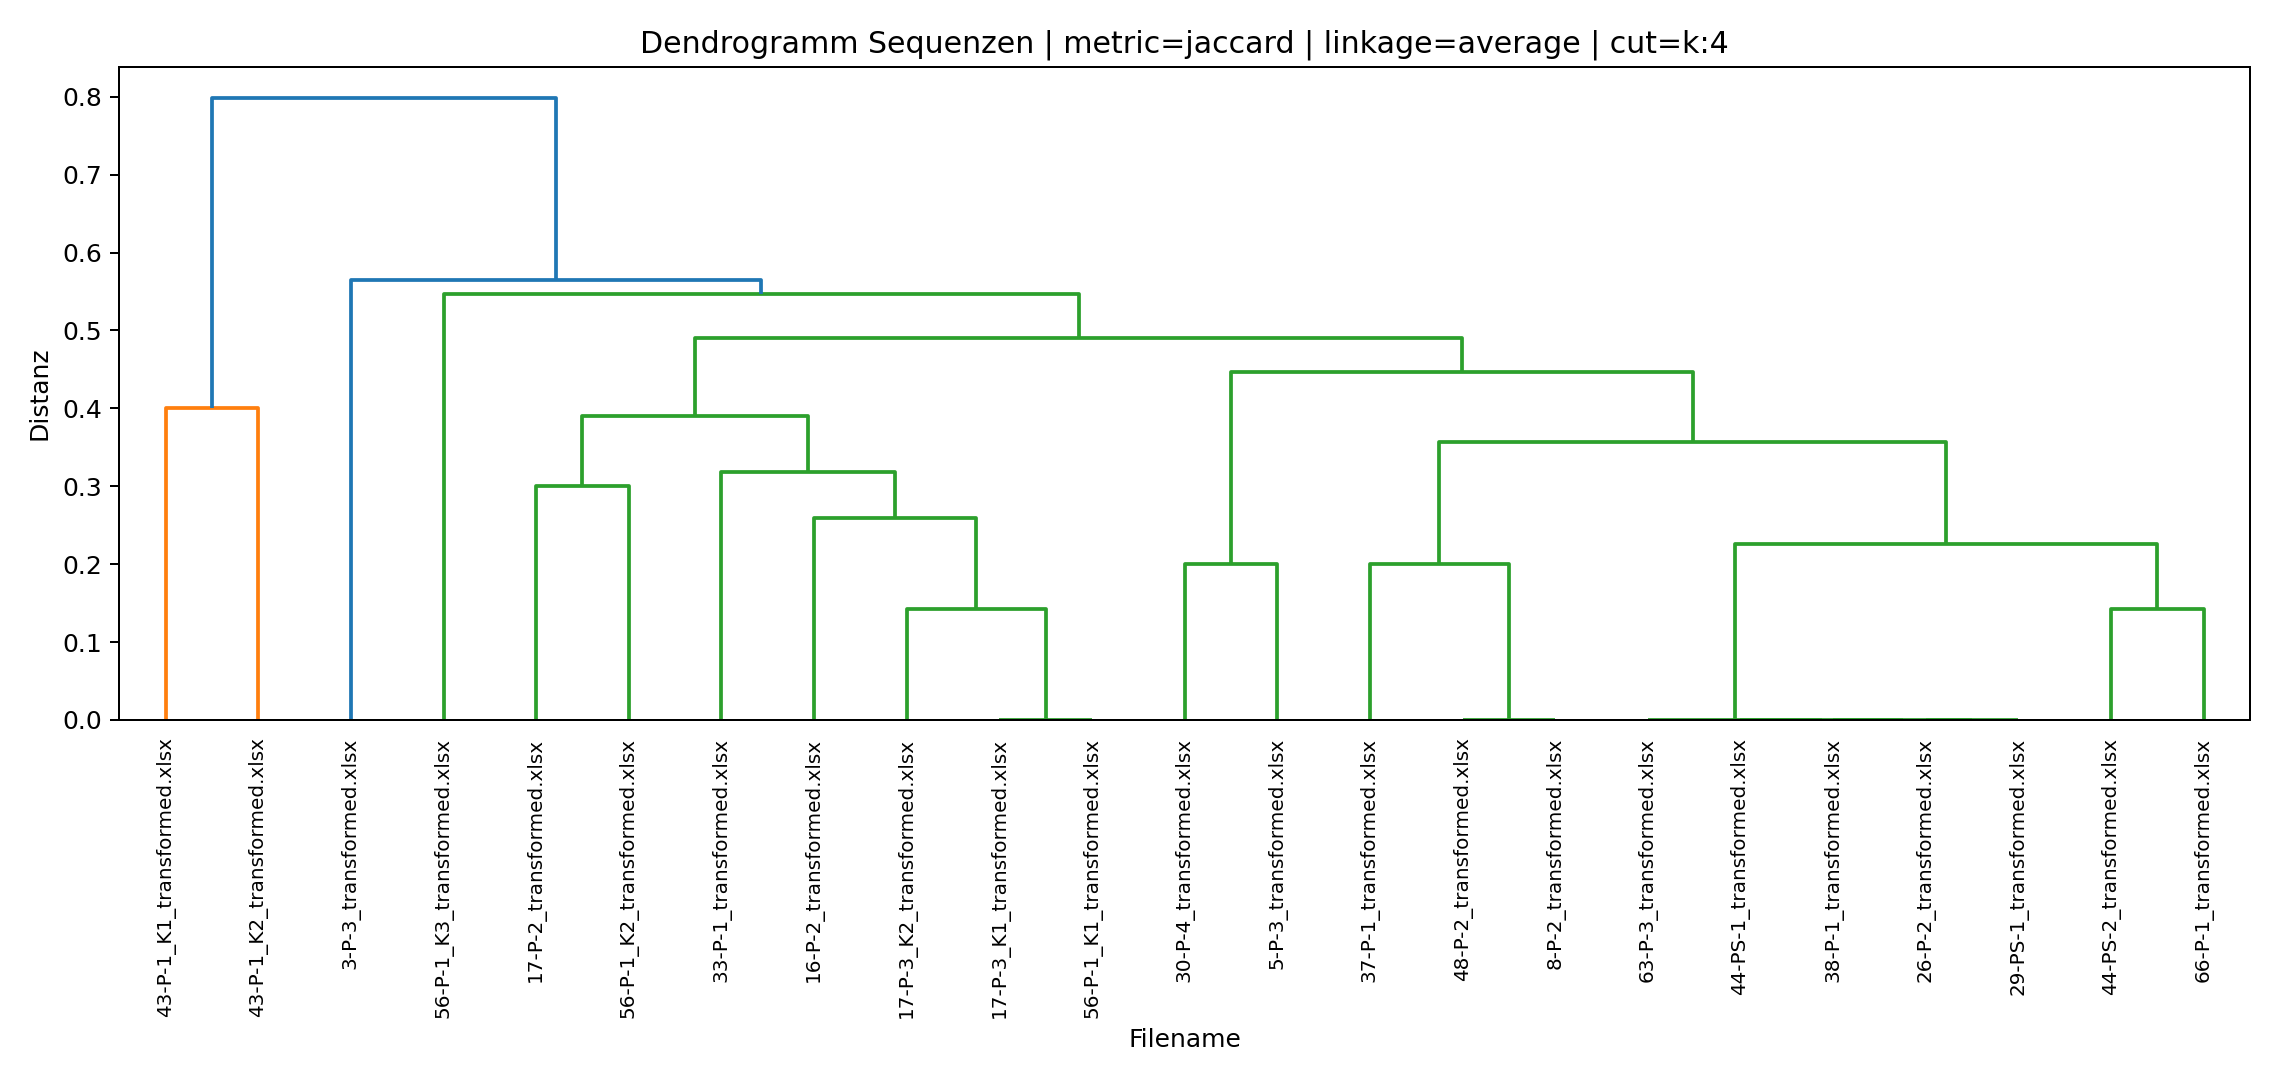 Dendrogramm Sequenzen | metric=jaccard | linkage=average | cut=k:4
Distanz
0.8
0.7
0.6
0.5
0.4
0.3
0.2
0.1
0.0
43-P-1_K1_transformed.xlsx
43-P-1_K2_transformed.xlsx
3-P-3_transformed.xlsx
56-P-1_K3_transformed.xlsx
17-P-2_transformed.xlsx
56-P-1_K2_transformed.xlsx
33-P-1_transformed.xlsx
16-P-2_transformed.xlsx
17-P-3_K2_transformed.xlsx
17-P-3_K1_transformed.xlsx
56-P-1_K1_transformed.xlsx
30-P-4_transformed.xlsx
5-P-3_transformed.xlsx
37-P-1_transformed.xlsx
48-P-2_transformed.xlsx
8-P-2_transformed.xlsx
63-P-3_transformed.xlsx
44-PS-1_transformed.xlsx
38-P-1_transformed.xlsx
26-P-2_transformed.xlsx
29-PS-1_transformed.xlsx
44-PS-2_transformed.xlsx
66-P-1_transformed.xlsx
Filename